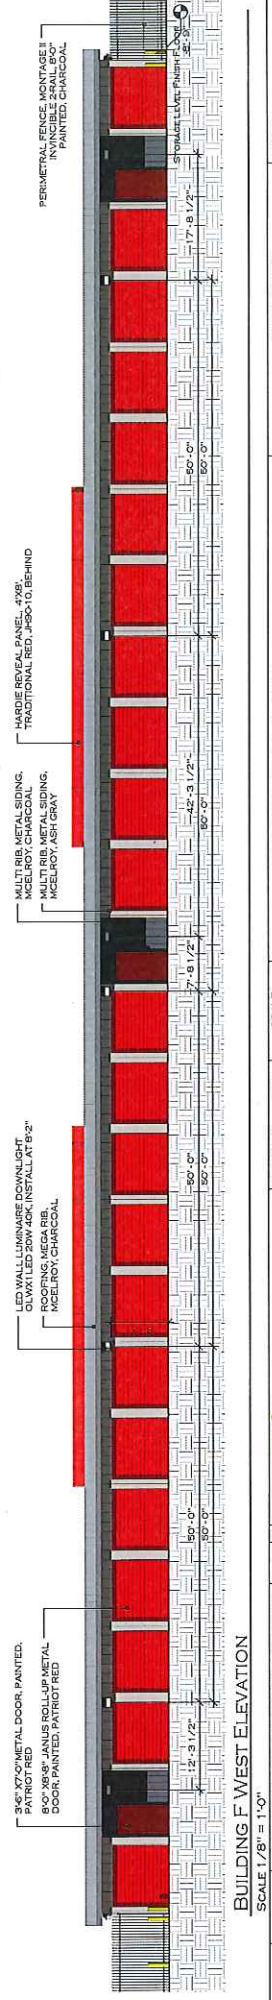 3'-6" X7'-0"METAL DOOR, PAINTED,
PATRIOT RED
8'-0" X8'-8" JANUS ROLL-UP METAL
DOOR, PAINTED, PATRIOT RED
LED WALL LUMINAIRE DOWNLIGHT
OLWX1 LED 20W 40K, INSTALL AT 8'-2"
ROOFING, MEGA RIB,
MCELROY, CHARCOAL
MULTI RIB, METAL SIDING,
MCELROY, CHARCOAL
MULTI RIB, METAL SIDING,
MCELROY, ASH GRAY
HARDIE REVEAL PANEL, 4'X8',
TRADITIONAL RED, JH90-10, BEHIND
PERIMETRAL FENCE, MONTAGE II
INVINCIBLE 2-RAIL, 8'-0"
PAINTED, CHARCOAL
STORAGE LEVEL FINISH FLOOR
12'-3 1/2"
50'-0"
50'-0"
50'-0"
50'-0"
7'-8 1/2"
42'-3 1/2"
50'-0"
50'-0"
50'-0"
17'-8 1/2"
BUILDING F WEST ELEVATION
SCALE 1/8" = 1'-0"